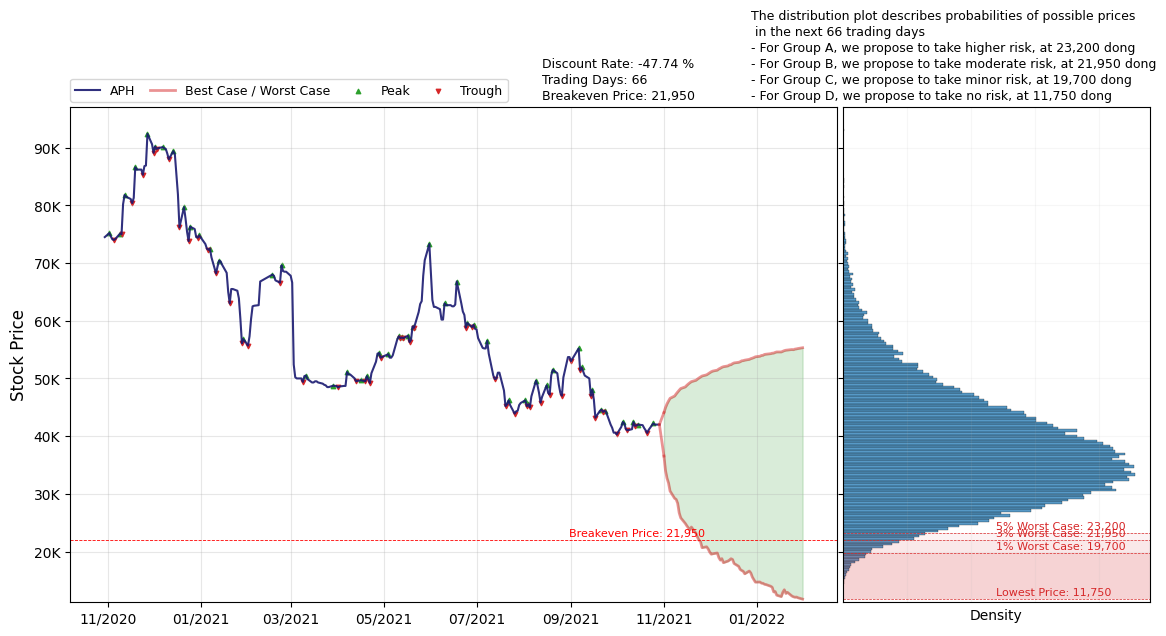 The distribution plot describes probabilities of possible prices
in the next 66 trading days
- For Group A, we propose to take higher risk, at 23,200 dong
- For Group B, we propose to take moderate risk, at 21,950 dong
- For Group C, we propose to take minor risk, at 19,700 dong
- For Group D, we propose to take no risk, at 11,750 dong
Discount Rate: -47.74 %
Trading Days: 66
Breakeven Price: 21,950
APH
Best Case / Worst Case
Peak
Trough
Stock Price
90K
80K
70K
60K
50K
40K
30K
20K
Breakeven Price: 21,950
5% Worst Case: 23,200
3% Worst Case: 21,950
1% Worst Case: 19,700
Lowest Price: 11,750
11/2020
01/2021
03/2021
05/2021
07/2021
09/2021
11/2021
01/2022
Density